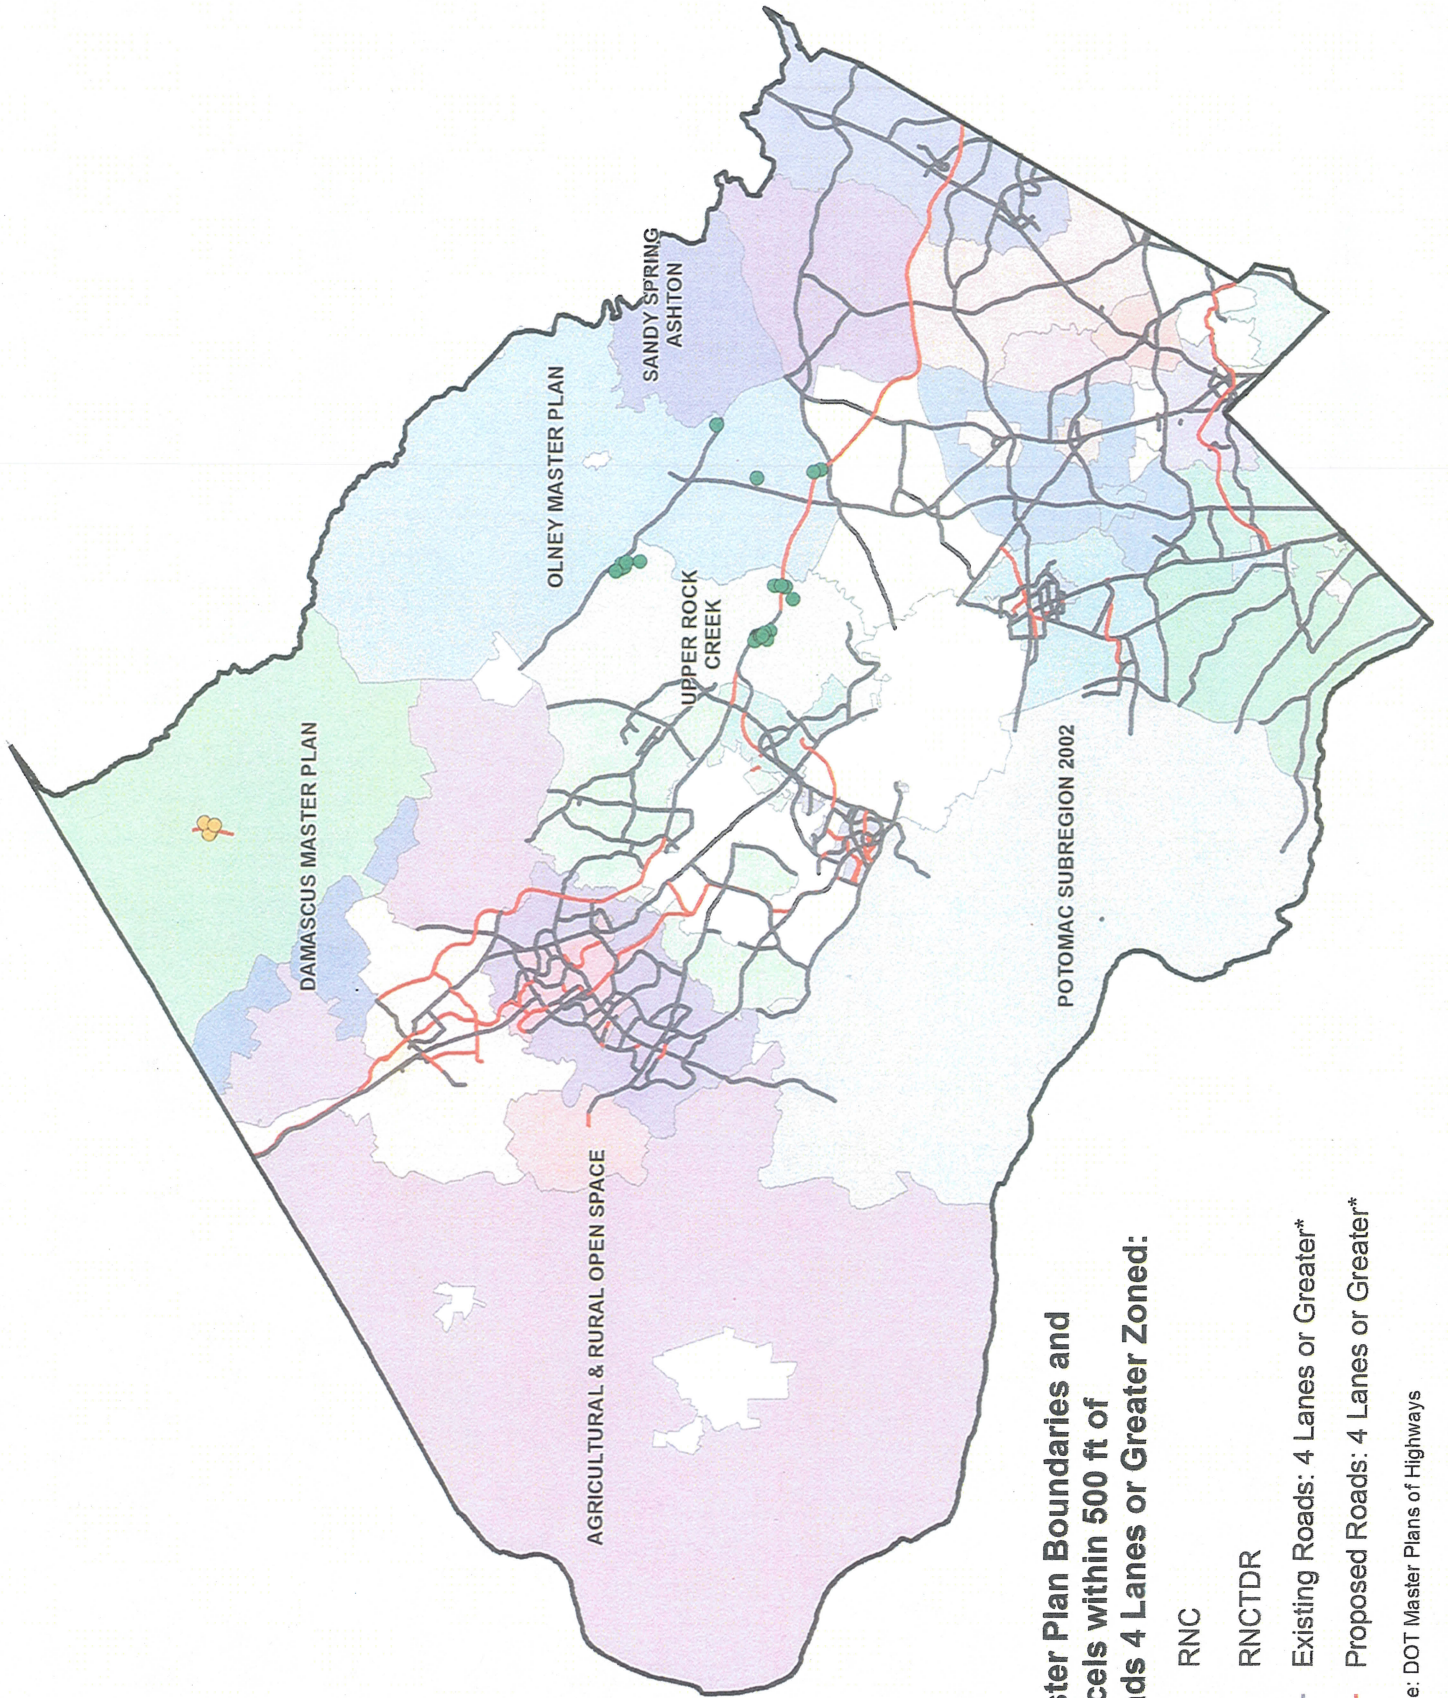 SANDY SPRING
ASHTON
OLNEY MASTER PLAN
UPPER ROCK
CREEK
DAMASCUS MASTER PLAN
POTOMAC SUBREGION 2002
AGRICULTURAL & RURAL OPEN SPACE
ster Plan Boundaries and
cels within 500 ft of
ds 4 Lanes or Greater Zoned:
RNC
RNCTDR
Existing Roads: 4 Lanes or Greater*
Proposed Roads: 4 Lanes or Greater*
e: DOT Master Plans of Highways